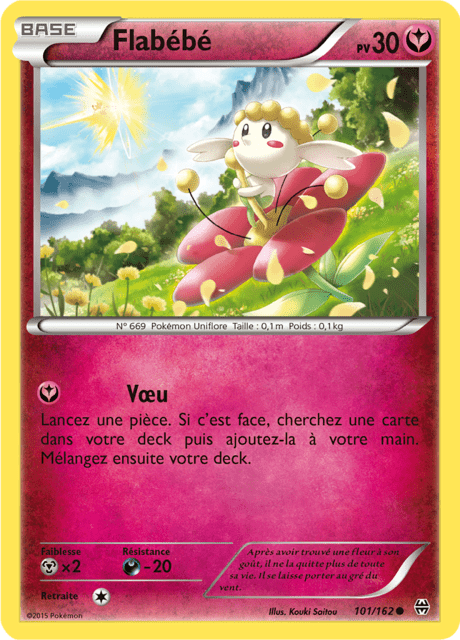 BASE
Flabébé
PV30
N° 669 Pokémon Uniflore Taille : 0,1m Poids : 0,1kg
Vœu
Lancez une pièce. Si c'est face, cherchez une carte
dans votre deck puis ajoutez-la à votre main.
Mélangez ensuite votre deck.
Faiblesse
×2
Résistance
-20
Retraite
Après avoir trouvé une fleur à son
goût, il ne la quitte plus de toute
sa vie. Il se laisse porter au gré du
vent.
©2015 Pokémon
Illus. Kouki Saitou
101/162